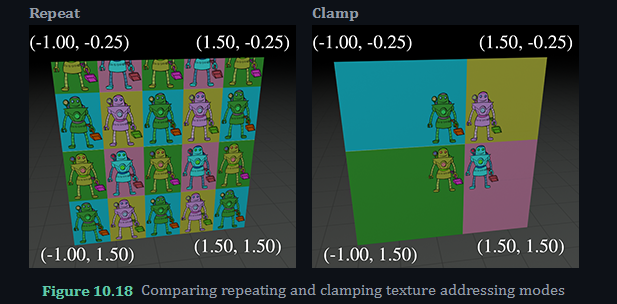 Repeat
Clamp
(-1.00, -0.25) (1.50, -0.25)
(-1.00, -0.25) (1.50, -0.25)
(-1.00, 1.50) (1.50, 1.50)
(-1.00, 1.50) (1.50, 1.50)
Figure 10.18 Comparing repeating and clamping texture addressing modes